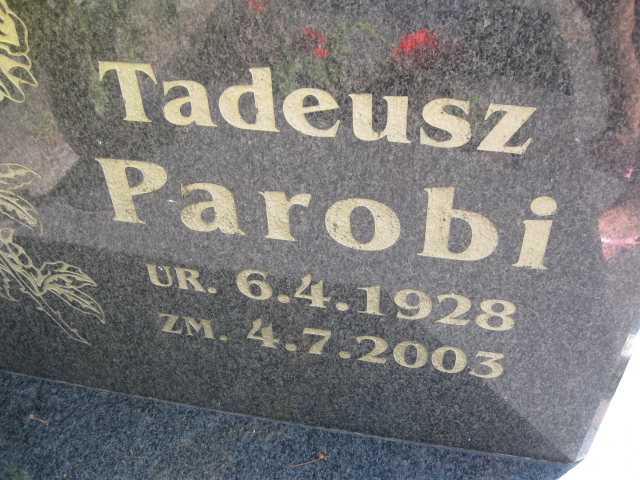 Tadeusz
Parobi
UR. 6.4.1928
ZM. 4.7.2003